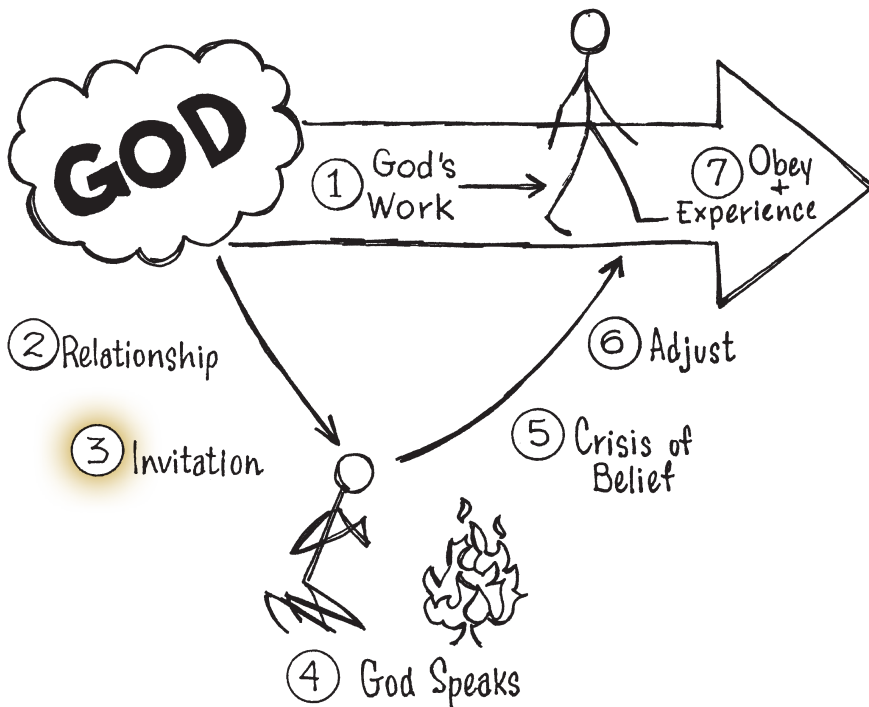 GOD
1 God's
Work
7 Obey
+
Experience
2 Relationship
3 Invitation
4 God Speaks
5 Crisis of
Belief
6 Adjust